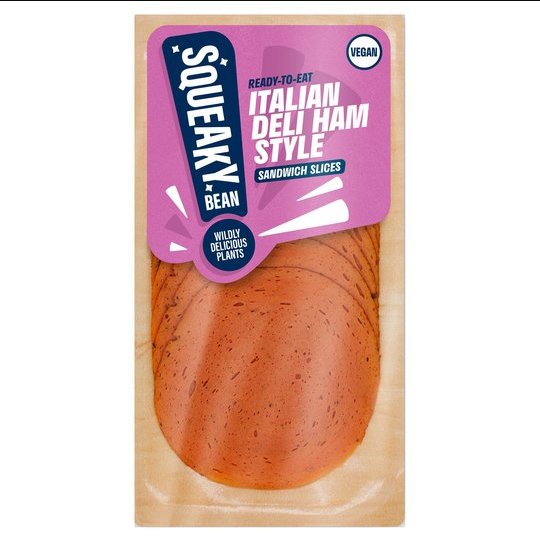 SQUEAKY
BEAN
VEGAN
READY-TO-EAT
ITALIAN
DELI HAM
STYLE
SANDWICH SLICES
WILDLY
DELICIOUS
PLANTS